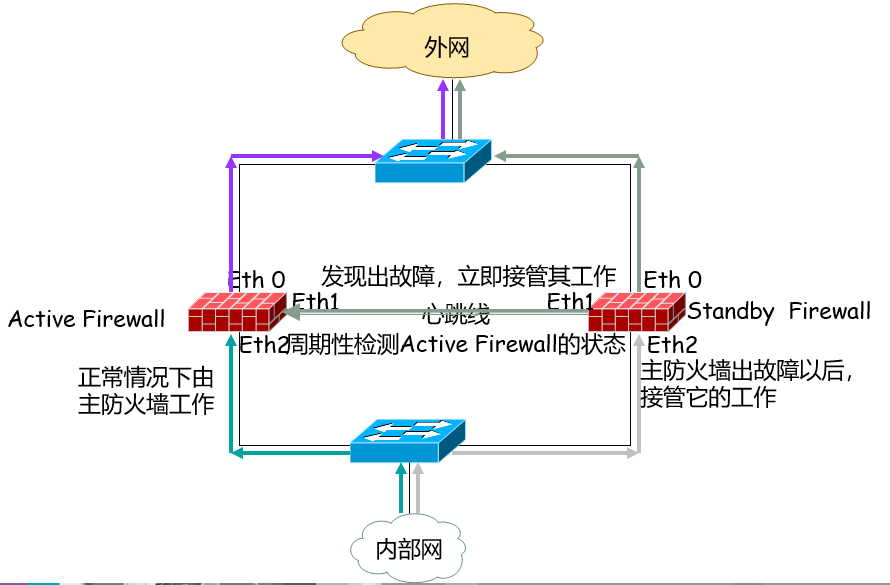 外网
发现出故障，立即接管其工作
Eth 0
Eth 0
Eth1
Eth1
Active Firewall
心跳线
Standby Firewall
Eth2
周期性检测Active Firewall的状态
Eth2
正常情况下由
主防火墙工作
主防火墙出故障以后，
接管它的工作
内部网